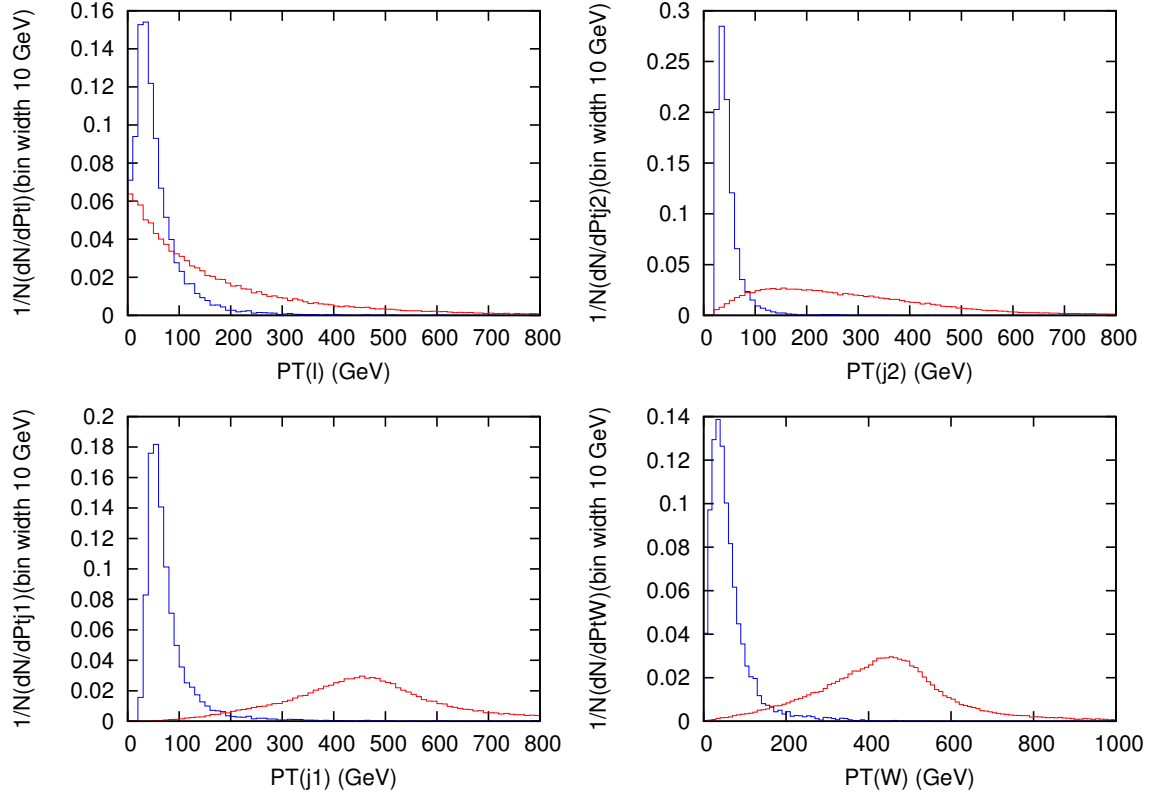 1/N(dN/dPtl)(bin width 10 GeV)
0.16
0.14
0.12
0.1
0.08
0.06
0.04
0.02
0
0 100 200 300 400 500 600 700 800
PT(l) (GeV)
1/N(dN/dPtj2)(bin width 10 GeV)
0.3
0.25
0.2
0.15
0.1
0.05
0
0 100 200 300 400 500 600 700 800
PT(j2) (GeV)
1/N(dN/dPtj1)(bin width 10 GeV)
0.2
0.18
0.16
0.14
0.12
0.1
0.08
0.06
0.04
0.02
0
0 100 200 300 400 500 600 700 800
PT(j1) (GeV)
1/N(dN/dPtW)(bin width 10 GeV)
0.14
0.12
0.1
0.08
0.06
0.04
0.02
0
0 200 400 600 800 1000
PT(W) (GeV)